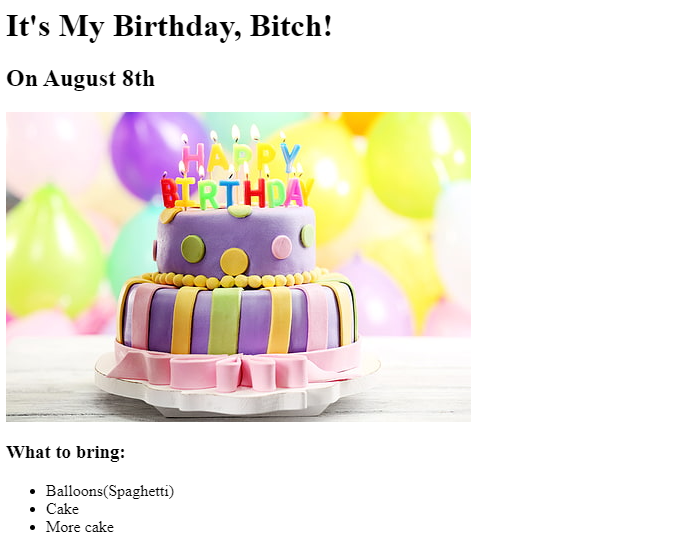 It's My Birthday, Bitch!
On August 8th
HAPPY
BIRTHDAY
What to bring:
Balloons(Spaghetti)
Cake
More cake